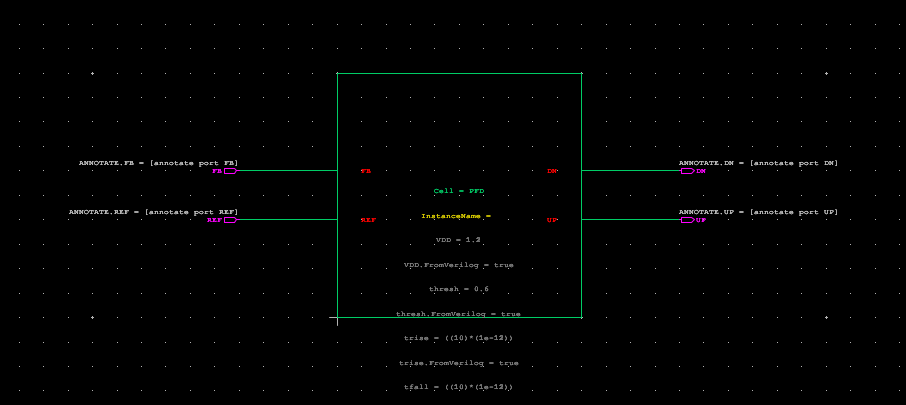 ANNOTATE.FB = [annotate port FB]
ANNOTATE.DN = [annotate port DN]
FB
FB
DN
DN
Cell = PFD
ANNOTATE.REF = [annotate port REF]
InstanceName =
ANNOTATE.UP = [annotate port UP]
REF
REF
UP
UP
VDD = 1.2
VDD.FromVerilog = true
thresh = 0.6
thresh.FromVerilog = true
trise = ((10)*(1e-12))
trise.FromVerilog = true
tfall = ((10)*(1e-12))